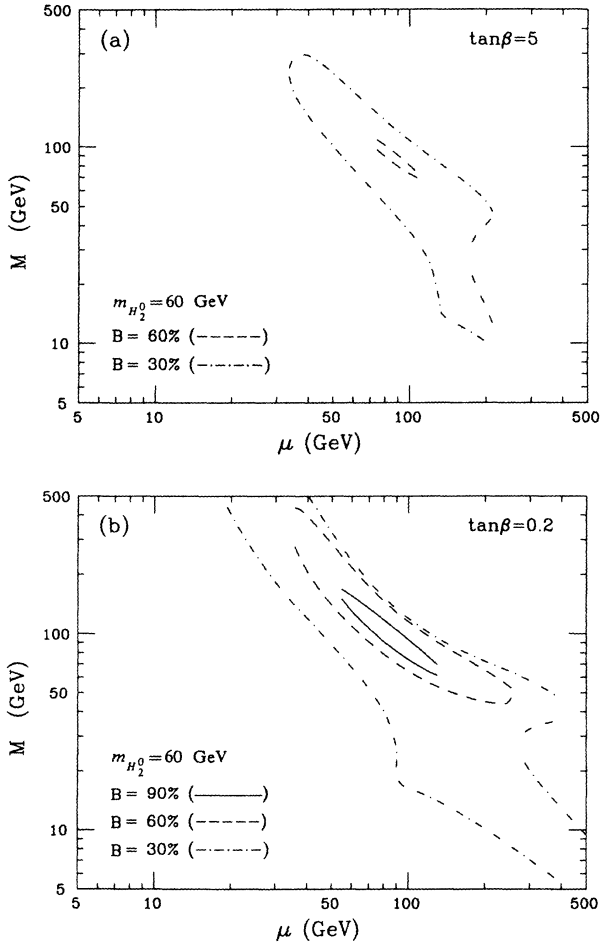 (a)
tanβ=5
500
100
50
10
5
M (GeV)
m_{H_2^0}=60 GeV
B= 60% (-------)
B= 30% (-·-·-·-)
5
10
50
100
500
μ (GeV)
(b)
tanβ=0.2
500
100
50
10
5
M (GeV)
m_{H_2^0}=60 GeV
B= 90% (———)
B= 60% (-------)
B= 30% (-·-·-·-)
5
10
50
100
500
μ (GeV)